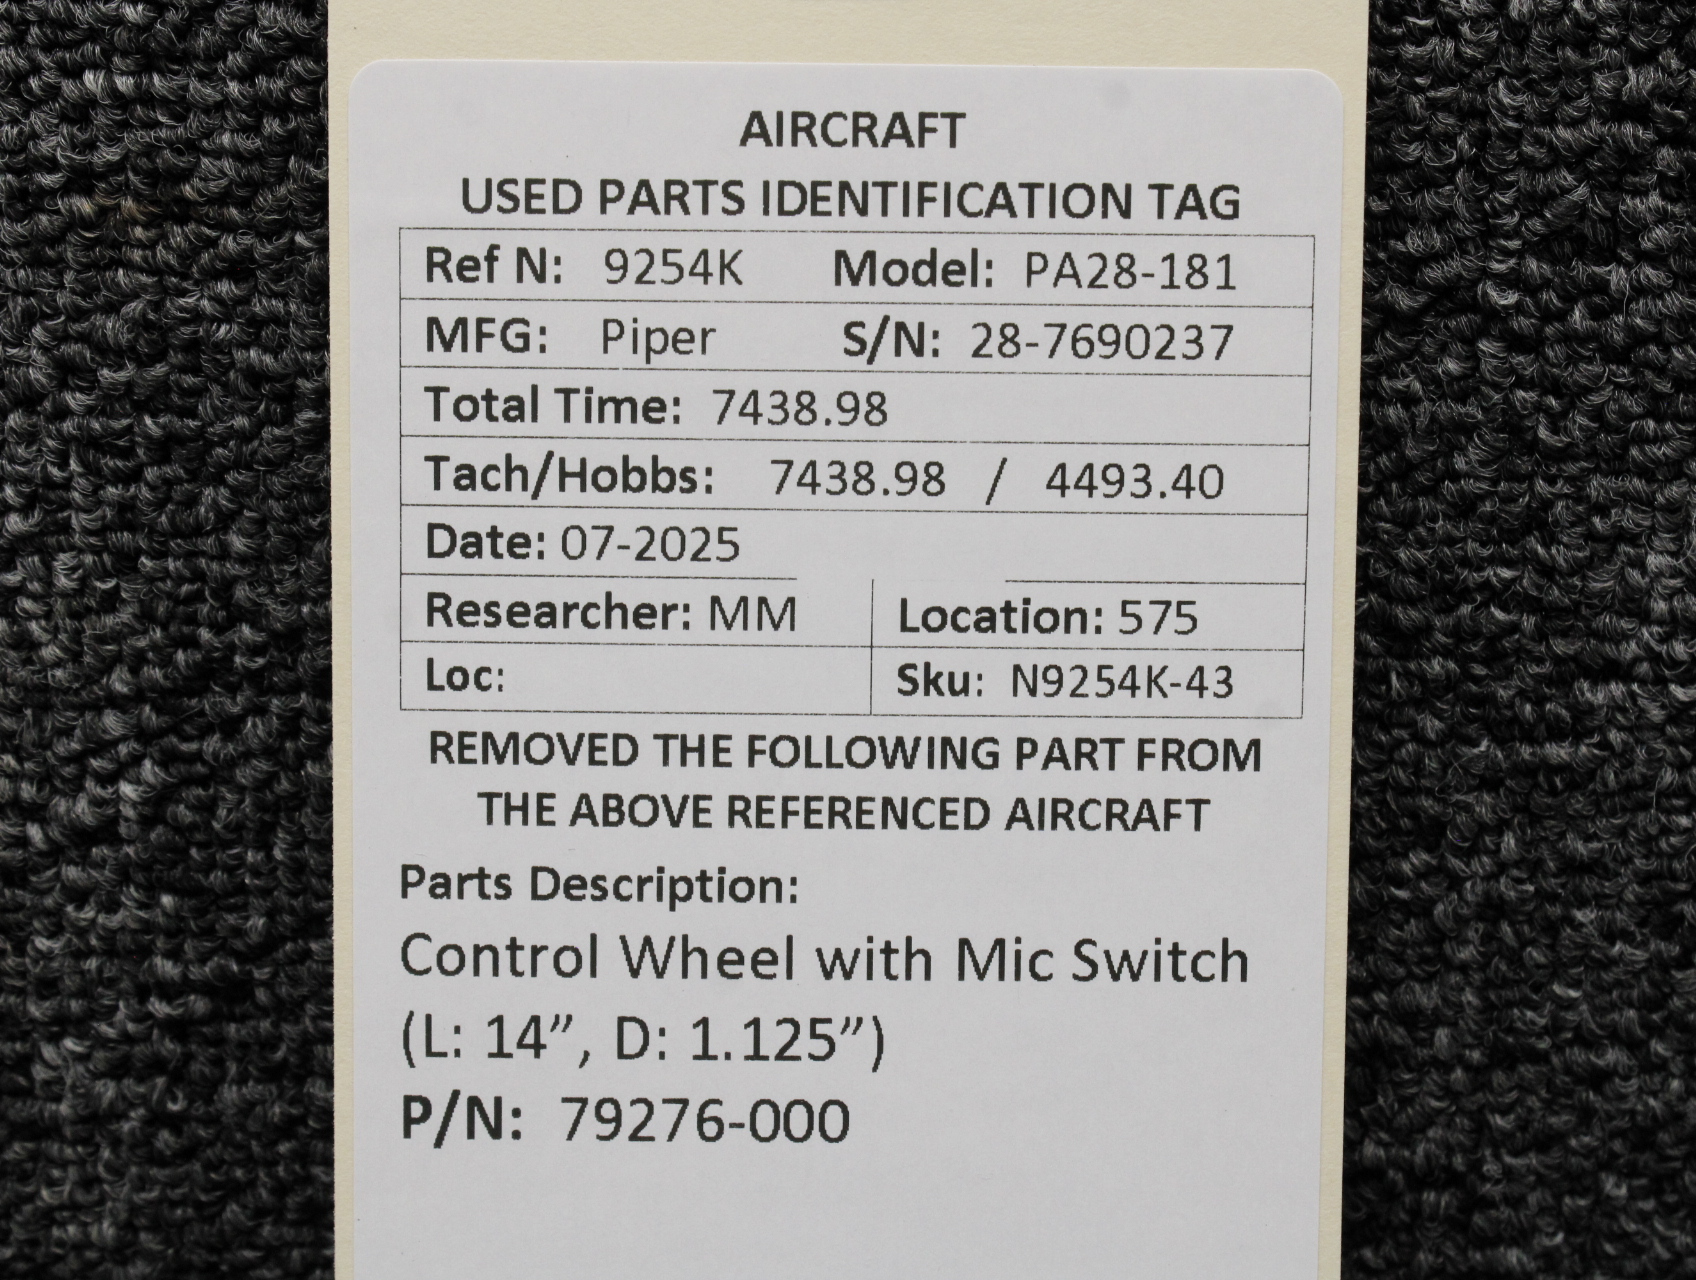 AIRCRAFT
USED PARTS IDENTIFICATION TAG
Ref N: 9254K Model: PA28-181
MFG: Piper S/N: 28-7690237
Total Time: 7438.98
Tach/Hobbs: 7438.98 / 4493.40
Date: 07-2025
Researcher: MM Location: 575
Loc: Sku: N9254K-43
REMOVED THE FOLLOWING PART FROM
THE ABOVE REFERENCED AIRCRAFT
Parts Description:
Control Wheel with Mic Switch
(L: 14”, D: 1.125”)
P/N: 79276-000